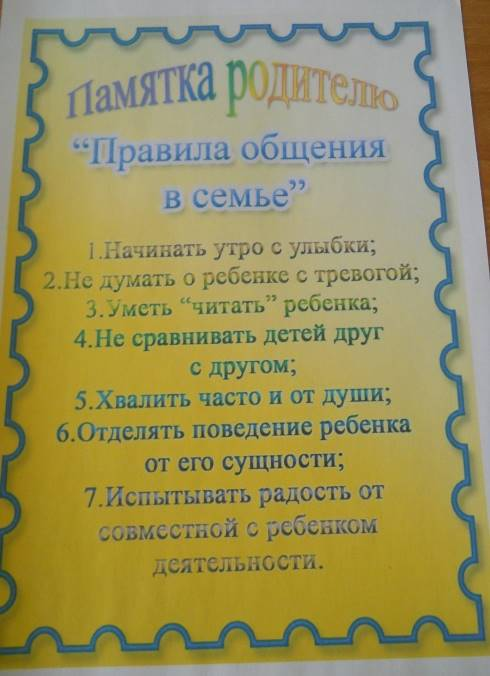 Памятка родителю
“Правила общения
в семье”
1.Начинать утро с улыбки;
2.Не думать о ребенке с тревогой;
3.Уметь “читать” ребенка;
4.Не сравнивать детей друг
с другом;
5.Хвалить часто и от души;
6.Отделять поведение ребенка
от его сущности;
7.Испытывать радость от
совместной с ребенком
деятельности.